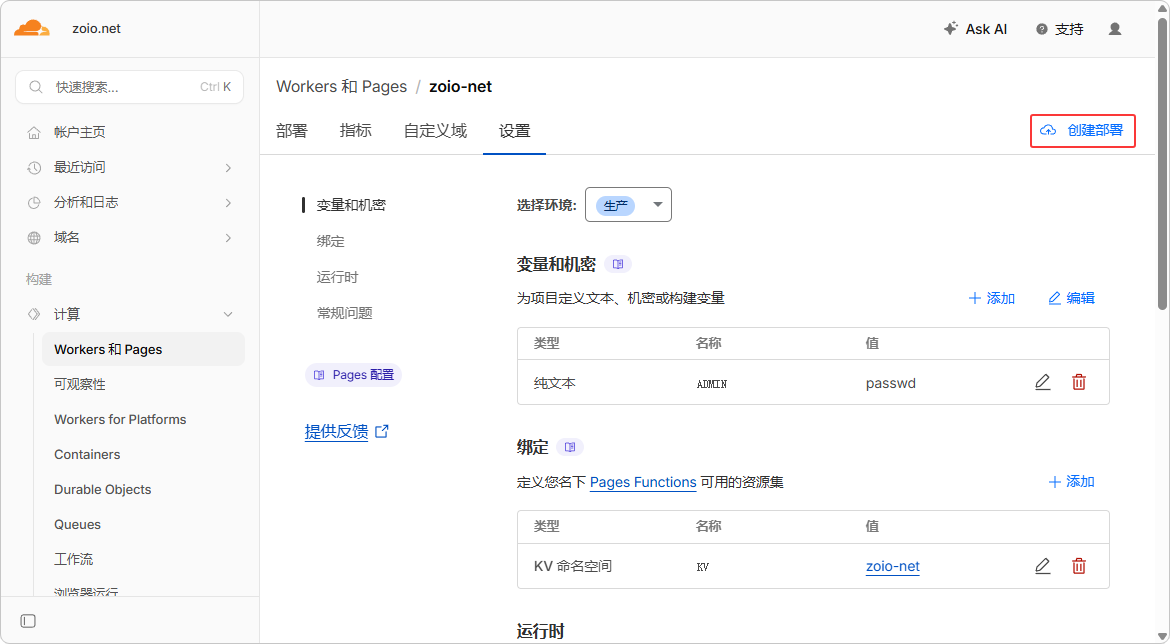 zoio.net
Ask AI
支持
快速搜索... Ctrl K
帐户主页
最近访问
分析和日志
域名
构建
计算
Workers 和 Pages
可观察性
Workers for Platforms
Containers
Durable Objects
Queues
工作流
浏览器运行
Workers 和 Pages / zoio-net
部署 指标 自定义域 设置
创建部署
变量和机密
绑定
运行时
常规问题
Pages 配置
提供反馈
选择环境: 生产
变量和机密
为项目定义文本、机密或构建变量
添加 编辑
类型 名称 值
纯文本 ADMIN passwd
绑定
定义您名下 Pages Functions 可用的资源集
添加
类型 名称 值
KV 命名空间 KV zoio-net
运行时